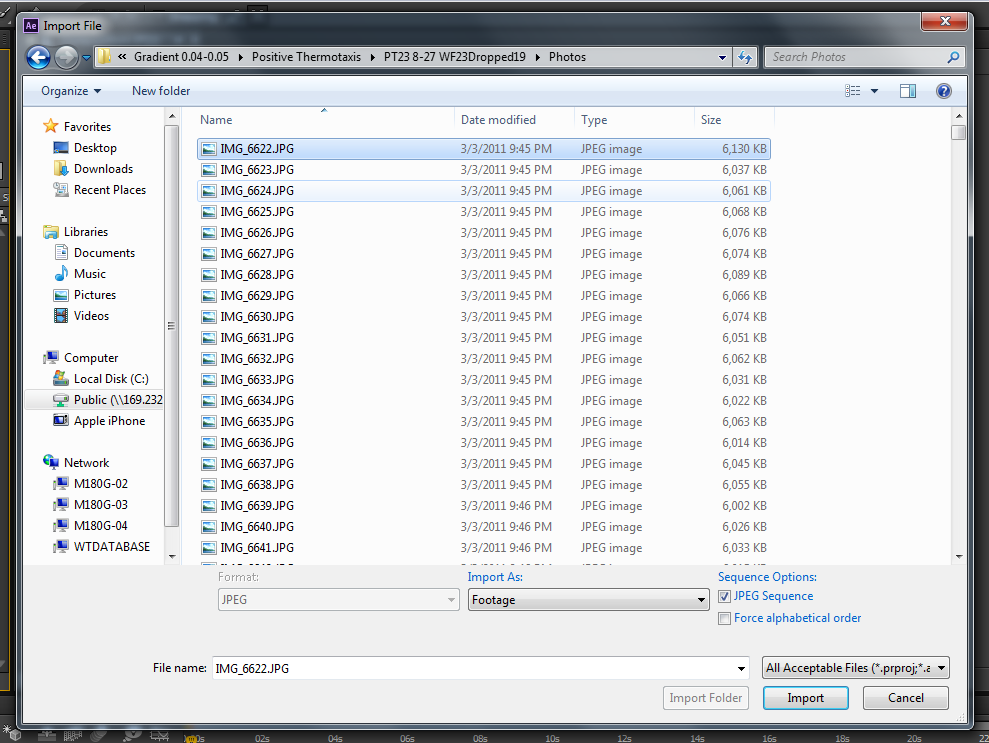 Ae Import File
« Gradient 0.04-0.05 Positive Thermotaxis PT23 8-27 WF23Dropped19 Photos Search Photos
Organize New folder
Name Date modified Type Size
Favorites
Desktop
Downloads
Recent Places
Libraries
Documents
Music
Pictures
Videos
Computer
Local Disk (C:)
Public (\\169.232
Apple iPhone
Network
M180G-02
M180G-03
M180G-04
WTDATABASE
IMG_6622.JPG 3/3/2011 9:45 PM JPEG image 6,130 KB
IMG_6623.JPG 3/3/2011 9:45 PM JPEG image 6,037 KB
IMG_6624.JPG 3/3/2011 9:45 PM JPEG image 6,061 KB
IMG_6625.JPG 3/3/2011 9:45 PM JPEG image 6,068 KB
IMG_6626.JPG 3/3/2011 9:45 PM JPEG image 6,076 KB
IMG_6627.JPG 3/3/2011 9:45 PM JPEG image 6,074 KB
IMG_6628.JPG 3/3/2011 9:45 PM JPEG image 6,089 KB
IMG_6629.JPG 3/3/2011 9:45 PM JPEG image 6,066 KB
IMG_6630.JPG 3/3/2011 9:45 PM JPEG image 6,074 KB
IMG_6631.JPG 3/3/2011 9:45 PM JPEG image 6,051 KB
IMG_6632.JPG 3/3/2011 9:45 PM JPEG image 6,062 KB
IMG_6633.JPG 3/3/2011 9:45 PM JPEG image 6,031 KB
IMG_6634.JPG 3/3/2011 9:45 PM JPEG image 6,022 KB
IMG_6635.JPG 3/3/2011 9:45 PM JPEG image 6,063 KB
IMG_6636.JPG 3/3/2011 9:45 PM JPEG image 6,014 KB
IMG_6637.JPG 3/3/2011 9:45 PM JPEG image 6,045 KB
IMG_6638.JPG 3/3/2011 9:45 PM JPEG image 6,055 KB
IMG_6639.JPG 3/3/2011 9:46 PM JPEG image 6,002 KB
IMG_6640.JPG 3/3/2011 9:46 PM JPEG image 6,026 KB
IMG_6641.JPG 3/3/2011 9:46 PM JPEG image 6,033 KB
Format: Import As: Sequence Options:
JPEG Footage JPEG Sequence
Force alphabetical order
File name: IMG_6622.JPG All Acceptable Files (*.prproj;*.a
Import Folder Import Cancel
02s 04s 06s 08s 10s 12s 14s 16s 18s 20s 22